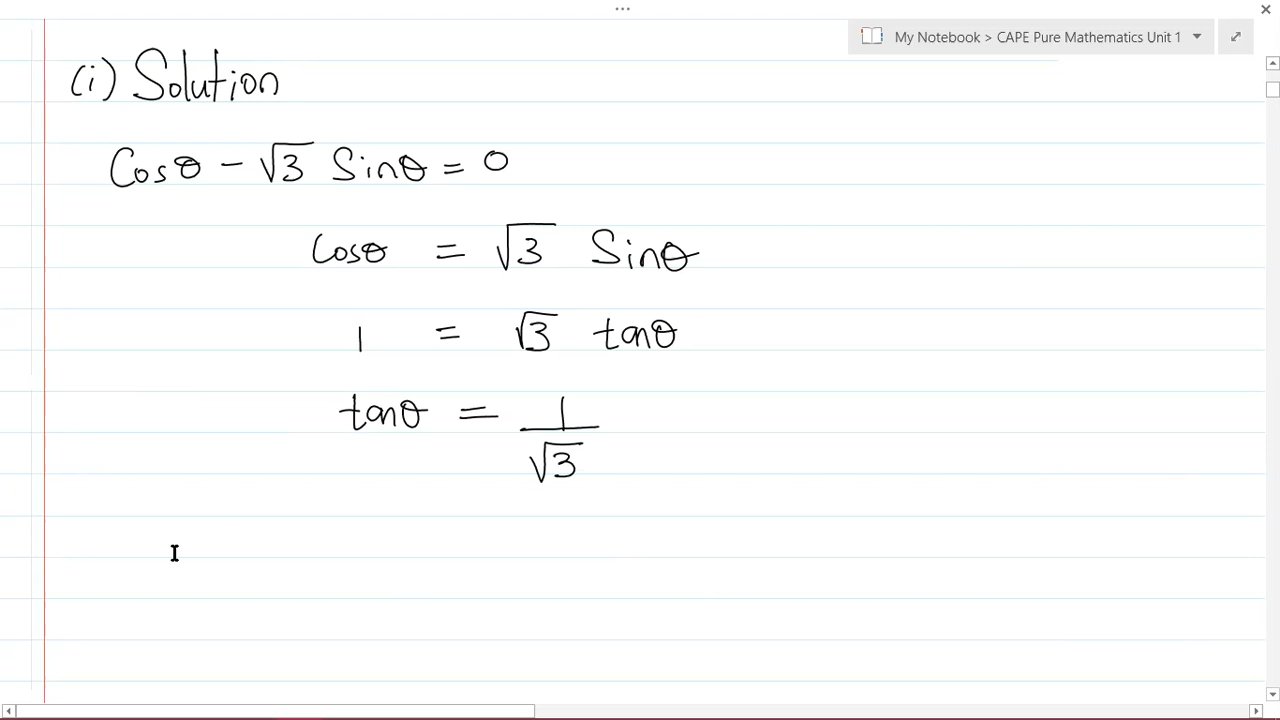 ...
My Notebook > CAPE Pure Mathematics Unit 1
(i) Solution
Cosθ - √3 Sinθ = 0
Cosθ = √3 Sinθ
1 = √3 tanθ
tanθ = 1/√3